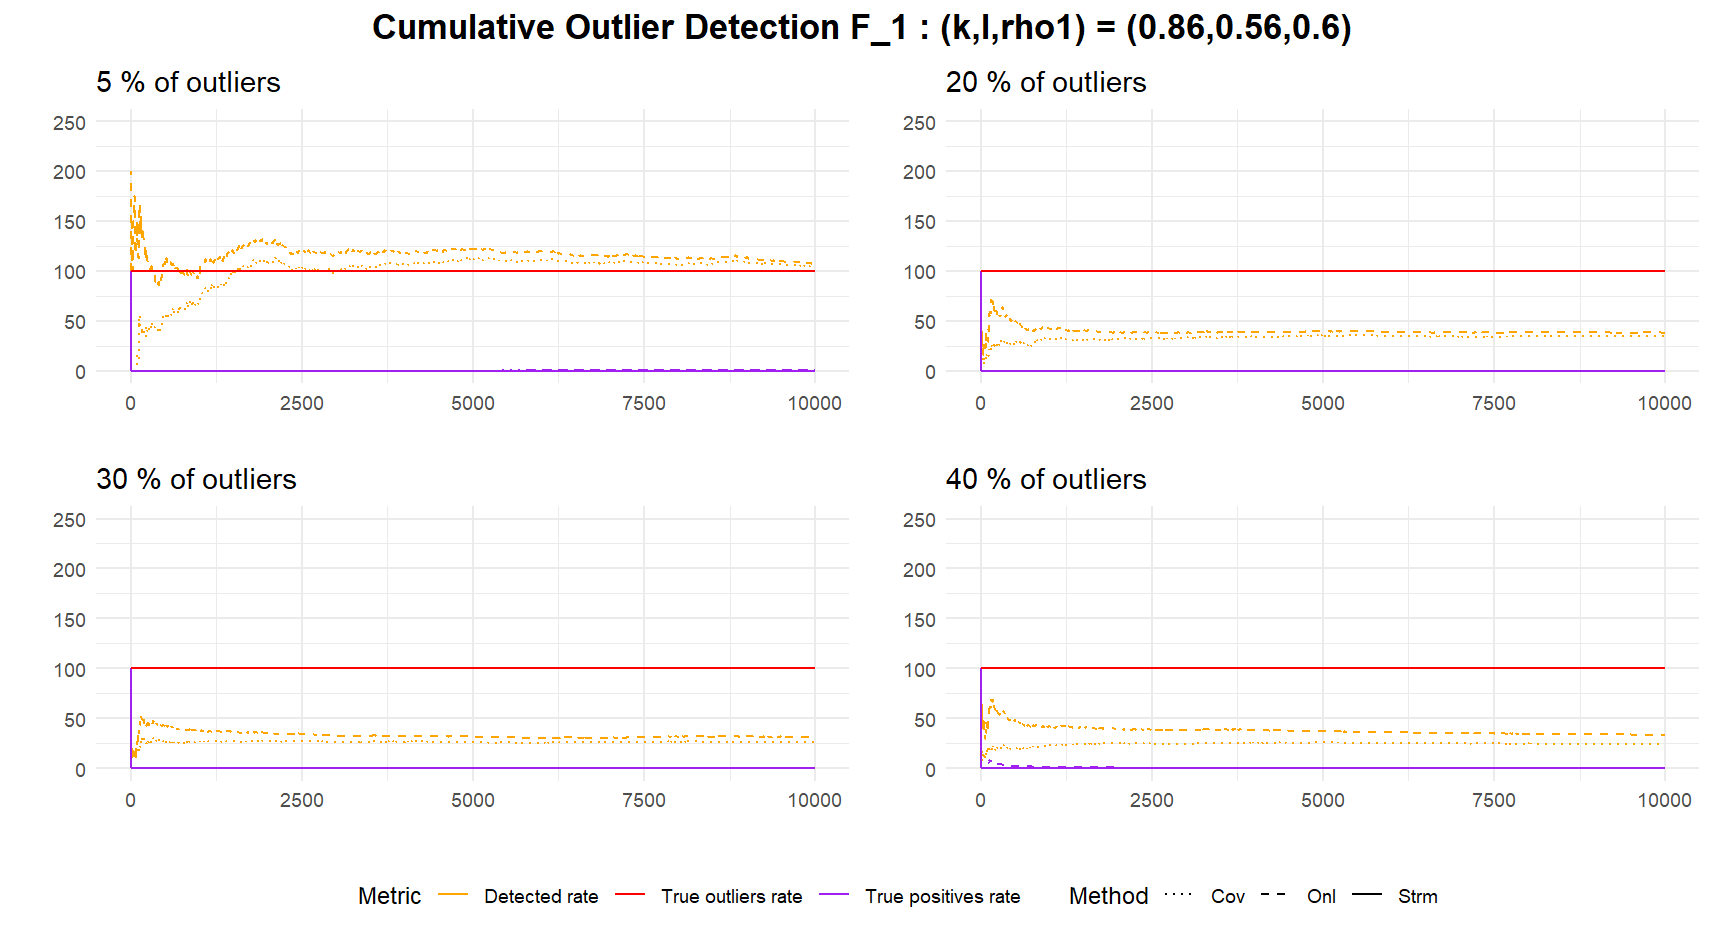 Cumulative Outlier Detection F_1 : (k,l,rho1) = (0.86,0.56,0.6)
5 % of outliers
250
200
150
100
50
0
0 2500 5000 7500 10000
20 % of outliers
250
200
150
100
50
0
0 2500 5000 7500 10000
30 % of outliers
250
200
150
100
50
0
0 2500 5000 7500 10000
40 % of outliers
250
200
150
100
50
0
0 2500 5000 7500 10000
Metric Detected rate True outliers rate True positives rate Method Cov Onl Strm